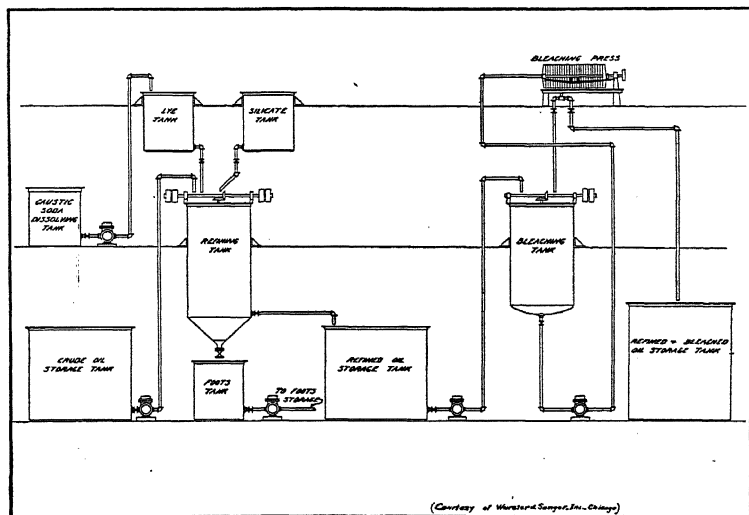 BLEACHING PRESS
LYE
TANK
SILICATE
TANK
CAUSTIC
SODA
DISSOLVING
TANK
REFINING
TANK
BLEACHING
TANK
CRUDE OIL
STORAGE TANK
FOOTS
TANK
TO FOOTS
STORAGE
REFINED OIL
STORAGE TANK
REFINED & BLEACHED
OIL STORAGE TANK
(Courtesy of Wurster & Sanger, Inc.- Chicago)